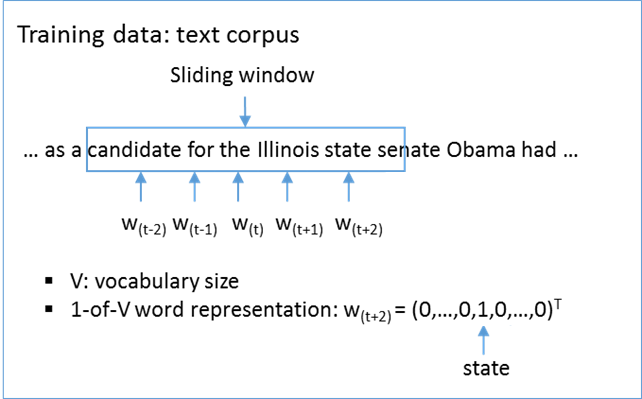 Training data: text corpus
Sliding window
... as a candidate for the Illinois state senate Obama had ...
w(t-2) w(t-1) w(t) w(t+1) w(t+2)
▪ V: vocabulary size
▪ 1-of-V word representation: w(t+2) = (0,...,0,1,0,...,0)ᵀ
state